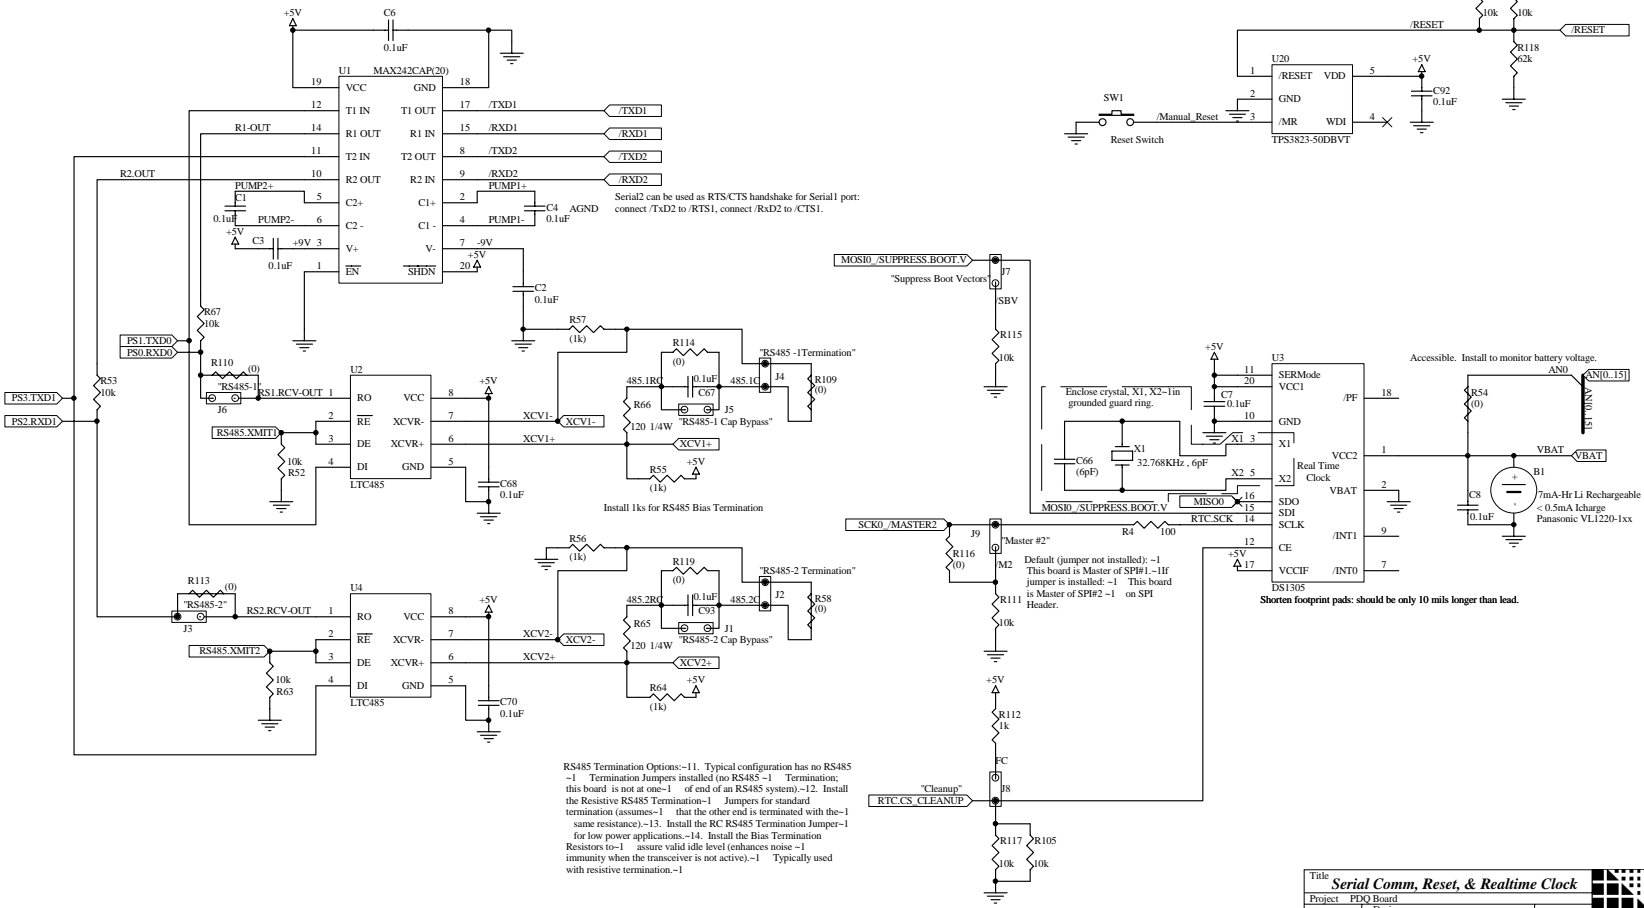 +5V
C6
0.1uF
U1
MAX242CAP(20)
19 VCC GND 18
12 T1 IN T1 OUT 17 /TXD1 /TXD1
R1-OUT 14 R1 OUT R1 IN 15 /RXD1 /RXD1
11 T2 IN T2 OUT 8 /TXD2 /TXD2
R2.OUT 10 R2 OUT R2 IN 9 /RXD2 /RXD2
PUMP2+ 5 C2+ C1+ 2 PUMP1+
C1 0.1uF
C4 0.1uF AGND
PUMP2- 6 C2 - C1 - 4 PUMP1-
+5V C3 0.1uF +9V 3 V+ V- 7 -9V
1 EN SHDN 20 +5V
C2
0.1uF
Serial2 can be used as RTS/CTS handshake for Serial1 port:
connect /TxD2 to /RTS1, connect /RxD2 to /CTS1.
10k 10k
/RESET /RESET
R118
62k
U20
1 /RESET VDD 5 +5V
2 GND
3 /MR WDI 4
TPS3823-50DBVT
C92
0.1uF
SW1
/Manual_Reset
Reset Switch
R67
10k
PS1.TXD0
PS0.RXD0
R110
(0)
"RS485-1"
J6
RS1.RCV-OUT
R53
10k
PS3.TXD1
PS2.RXD1
U2
1 RO VCC 8 +5V
2 RE XCVR- 7 XCV1- XCV1-
3 DE XCVR+ 6 XCV1+ XCV1+
4 DI GND 5
LTC485
RS485.XMIT1
10k
R52
C68
0.1uF
R57
(1k)
R114
(0)
485.1RC
0.1uF
C67
485.1C
J5
"RS485-1 Cap Bypass"
"RS485 -1Termination"
J4
R109
(0)
R66
120 1/4W
R55
(1k)
+5V
Install 1ks for RS485 Bias Termination
R113
(0)
"RS485-2"
J3
RS2.RCV-OUT
U4
1 RO VCC 8 +5V
2 RE XCVR- 7 XCV2- XCV2-
3 DE XCVR+ 6 XCV2+ XCV2+
4 DI GND 5
LTC485
RS485.XMIT2
10k
R63
C70
0.1uF
R56
(1k)
R119
(0)
485.2RC
0.1uF
C93
485.2C
J1
"RS485-2 Cap Bypass"
"RS485-2 Termination"
J2
R58
(0)
R65
120 1/4W
R64
(1k)
+5V
RS485 Termination Options:~11. Typical configuration has no RS485
~1 Termination Jumpers installed (no RS485 ~1 Termination;
this board is not at one~1 of end of an RS485 system).~12. Install
the Resistive RS485 Termination~1 Jumpers for standard
termination (assumes~1 that the other end is terminated with the~1
same resistance).~13. Install the RC RS485 Termination Jumper~1
for low power applications.~14. Install the Bias Termination
Resistors to~1 assure valid idle level (enhances noise ~1
immunity when the transceiver is not active).~1 Typically used
with resistive termination.~1
MOSI0_/SUPPRESS.BOOT.V
"Suppress Boot Vectors"
J7
/SBV
R115
10k
Enclose crystal, X1, X2~1in
grounded guard ring.
C66
(6pF)
X1
32.768KHz , 6pF
MOSI0_/SUPPRESS.BOOT.V
MISO0
+5V
C7
0.1uF
U3
11 SERMode
20 VCC1 /PF 18
10 GND
X1 3 X1 VCC2 1 VBAT VBAT
X2 5 X2
Real Time
Clock
VBAT 2
16 SDO
15 SDI
RTC.SCK 14 SCLK
/INT1 9
12 CE
+5V 17 VCCIF /INT0 7
DS1305
Shorten footprint pads: should be only 10 mils longer than lead.
Accessible. Install to monitor battery voltage.
AN0
AN[0..15]
AN[0..15]
R54
(0)
C8
0.1uF
B1
+
-
7mA-Hr Li Rechargeable
< 0.5mA Icharge
Panasonic VL1220-1xx
SCK0_/MASTER2
R116
(0)
J9
"Master #2"
R4 100
/M2
R111
10k
Default (jumper not installed): ~1
This board is Master of SPI#1.~1If
jumper is installed: ~1 This board
is Master of SPI#2 ~1 on SPI
Header.
+5V
R112
1k
FC
"Cleanup"
J8
RTC.CS_CLEANUP
R117
10k
R105
10k
Title
Serial Comm, Reset, & Realtime Clock
Project PDQ Board